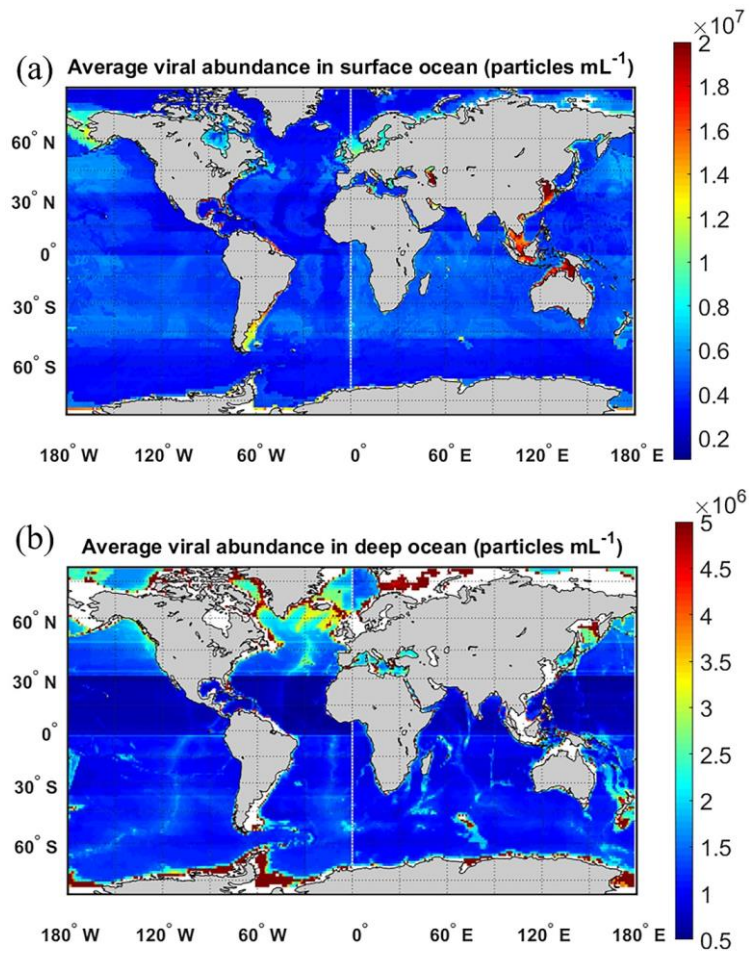 ×10⁷
(a)
Average viral abundance in surface ocean (particles mL⁻¹)
2
1.8
1.6
1.4
1.2
1
0.8
0.6
0.4
0.2
60° N
30° N
0°
30° S
60° S
180° W 120° W 60° W 0° 60° E 120° E 180° E
×10⁶
(b)
Average viral abundance in deep ocean (particles mL⁻¹)
5
4.5
4
3.5
3
2.5
2
1.5
1
0.5
60° N
30° N
0°
30° S
60° S
180° W 120° W 60° W 0° 60° E 120° E 180° E